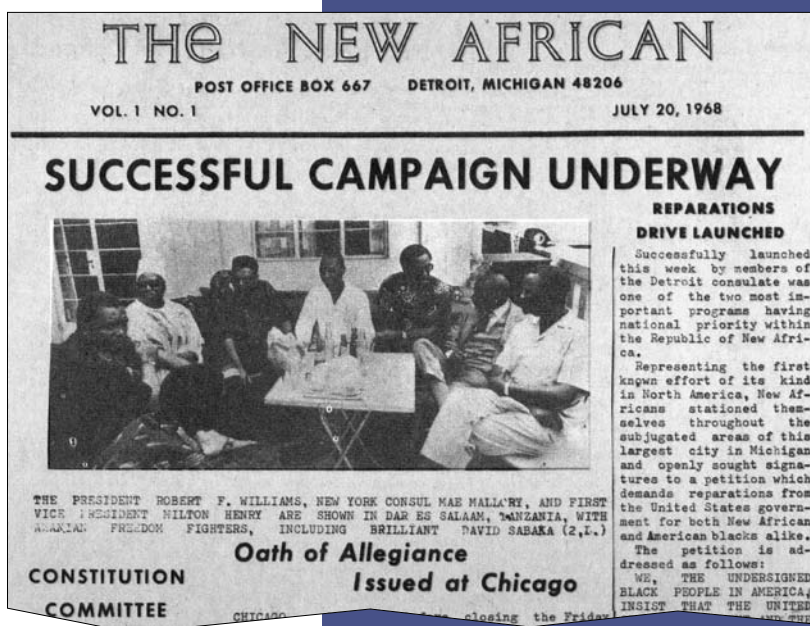 THE NEW AFRICAN
POST OFFICE BOX 667 DETROIT, MICHIGAN 48206
VOL. 1 NO. 1 JULY 20, 1968
SUCCESSFUL CAMPAIGN UNDERWAY
REPARATIONS
DRIVE LAUNCHED
Successfully launched
this week by members of
the Detroit consulate was
one of the two most im-
portant programs having
national priority within
the Republic of New Afri-
ca.
Representing the first
known effort of its kind
in North America, New Af-
ricans stationed them-
selves throughout the
subjugated areas of this
largest city in Michigan
and openly sought signa-
tures to a petition which
demands reparations from
the United States govern-
ment for both New African
and American blacks alike.
The petition is ad-
dressed as follows:
WE, THE UNDERSIGNED
BLACK PEOPLE IN AMERICA,
INSIST THAT THE UNITED
AND THE
THE PRESIDENT ROBERT F. WILLIAMS, NEW YORK CONSUL MAE MALLORY, AND FIRST
VICE PRESIDENT MILTON HENRY ARE SHOWN IN DAR ES SALAAM, TANZANIA, WITH
FREEDOM FIGHTERS, INCLUDING BRILLIANT DAVID SABAKA (2,L.)
Oath of Allegiance
Issued at Chicago
CONSTITUTION
COMMITTEE
CHICAGO closing the Friday